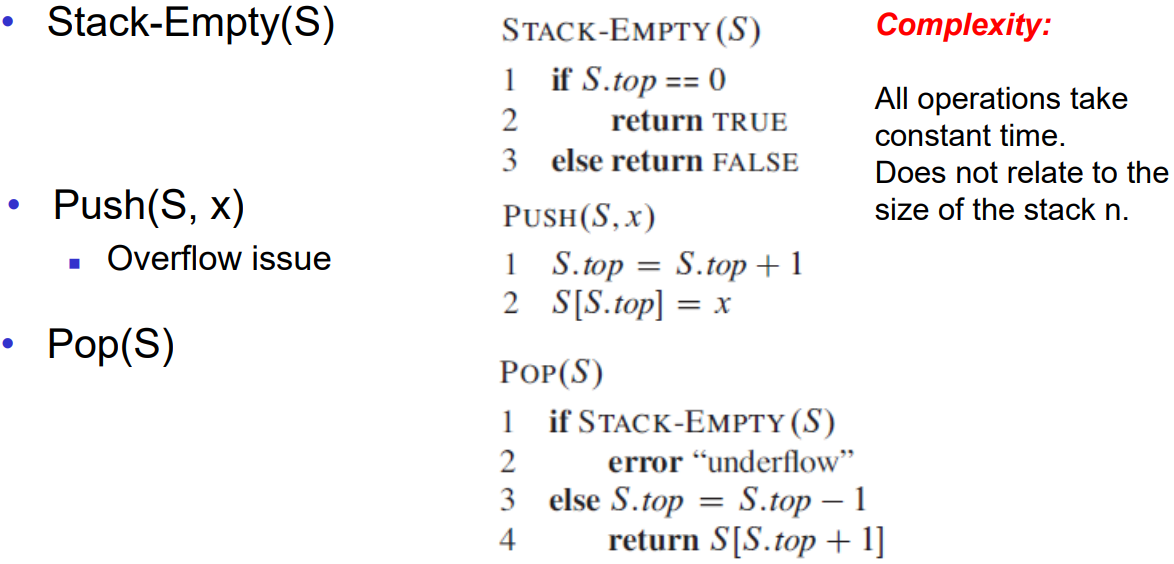 • Stack-Empty(S)
STACK-EMPTY(S)
1 if S.top == 0
2 return TRUE
3 else return FALSE
• Push(S, x)
▪ Overflow issue
PUSH(S, x)
1 S.top = S.top + 1
2 S[S.top] = x
• Pop(S)
POP(S)
1 if STACK-EMPTY(S)
2 error “underflow”
3 else S.top = S.top − 1
4 return S[S.top + 1]
Complexity:
All operations take
constant time.
Does not relate to the
size of the stack n.